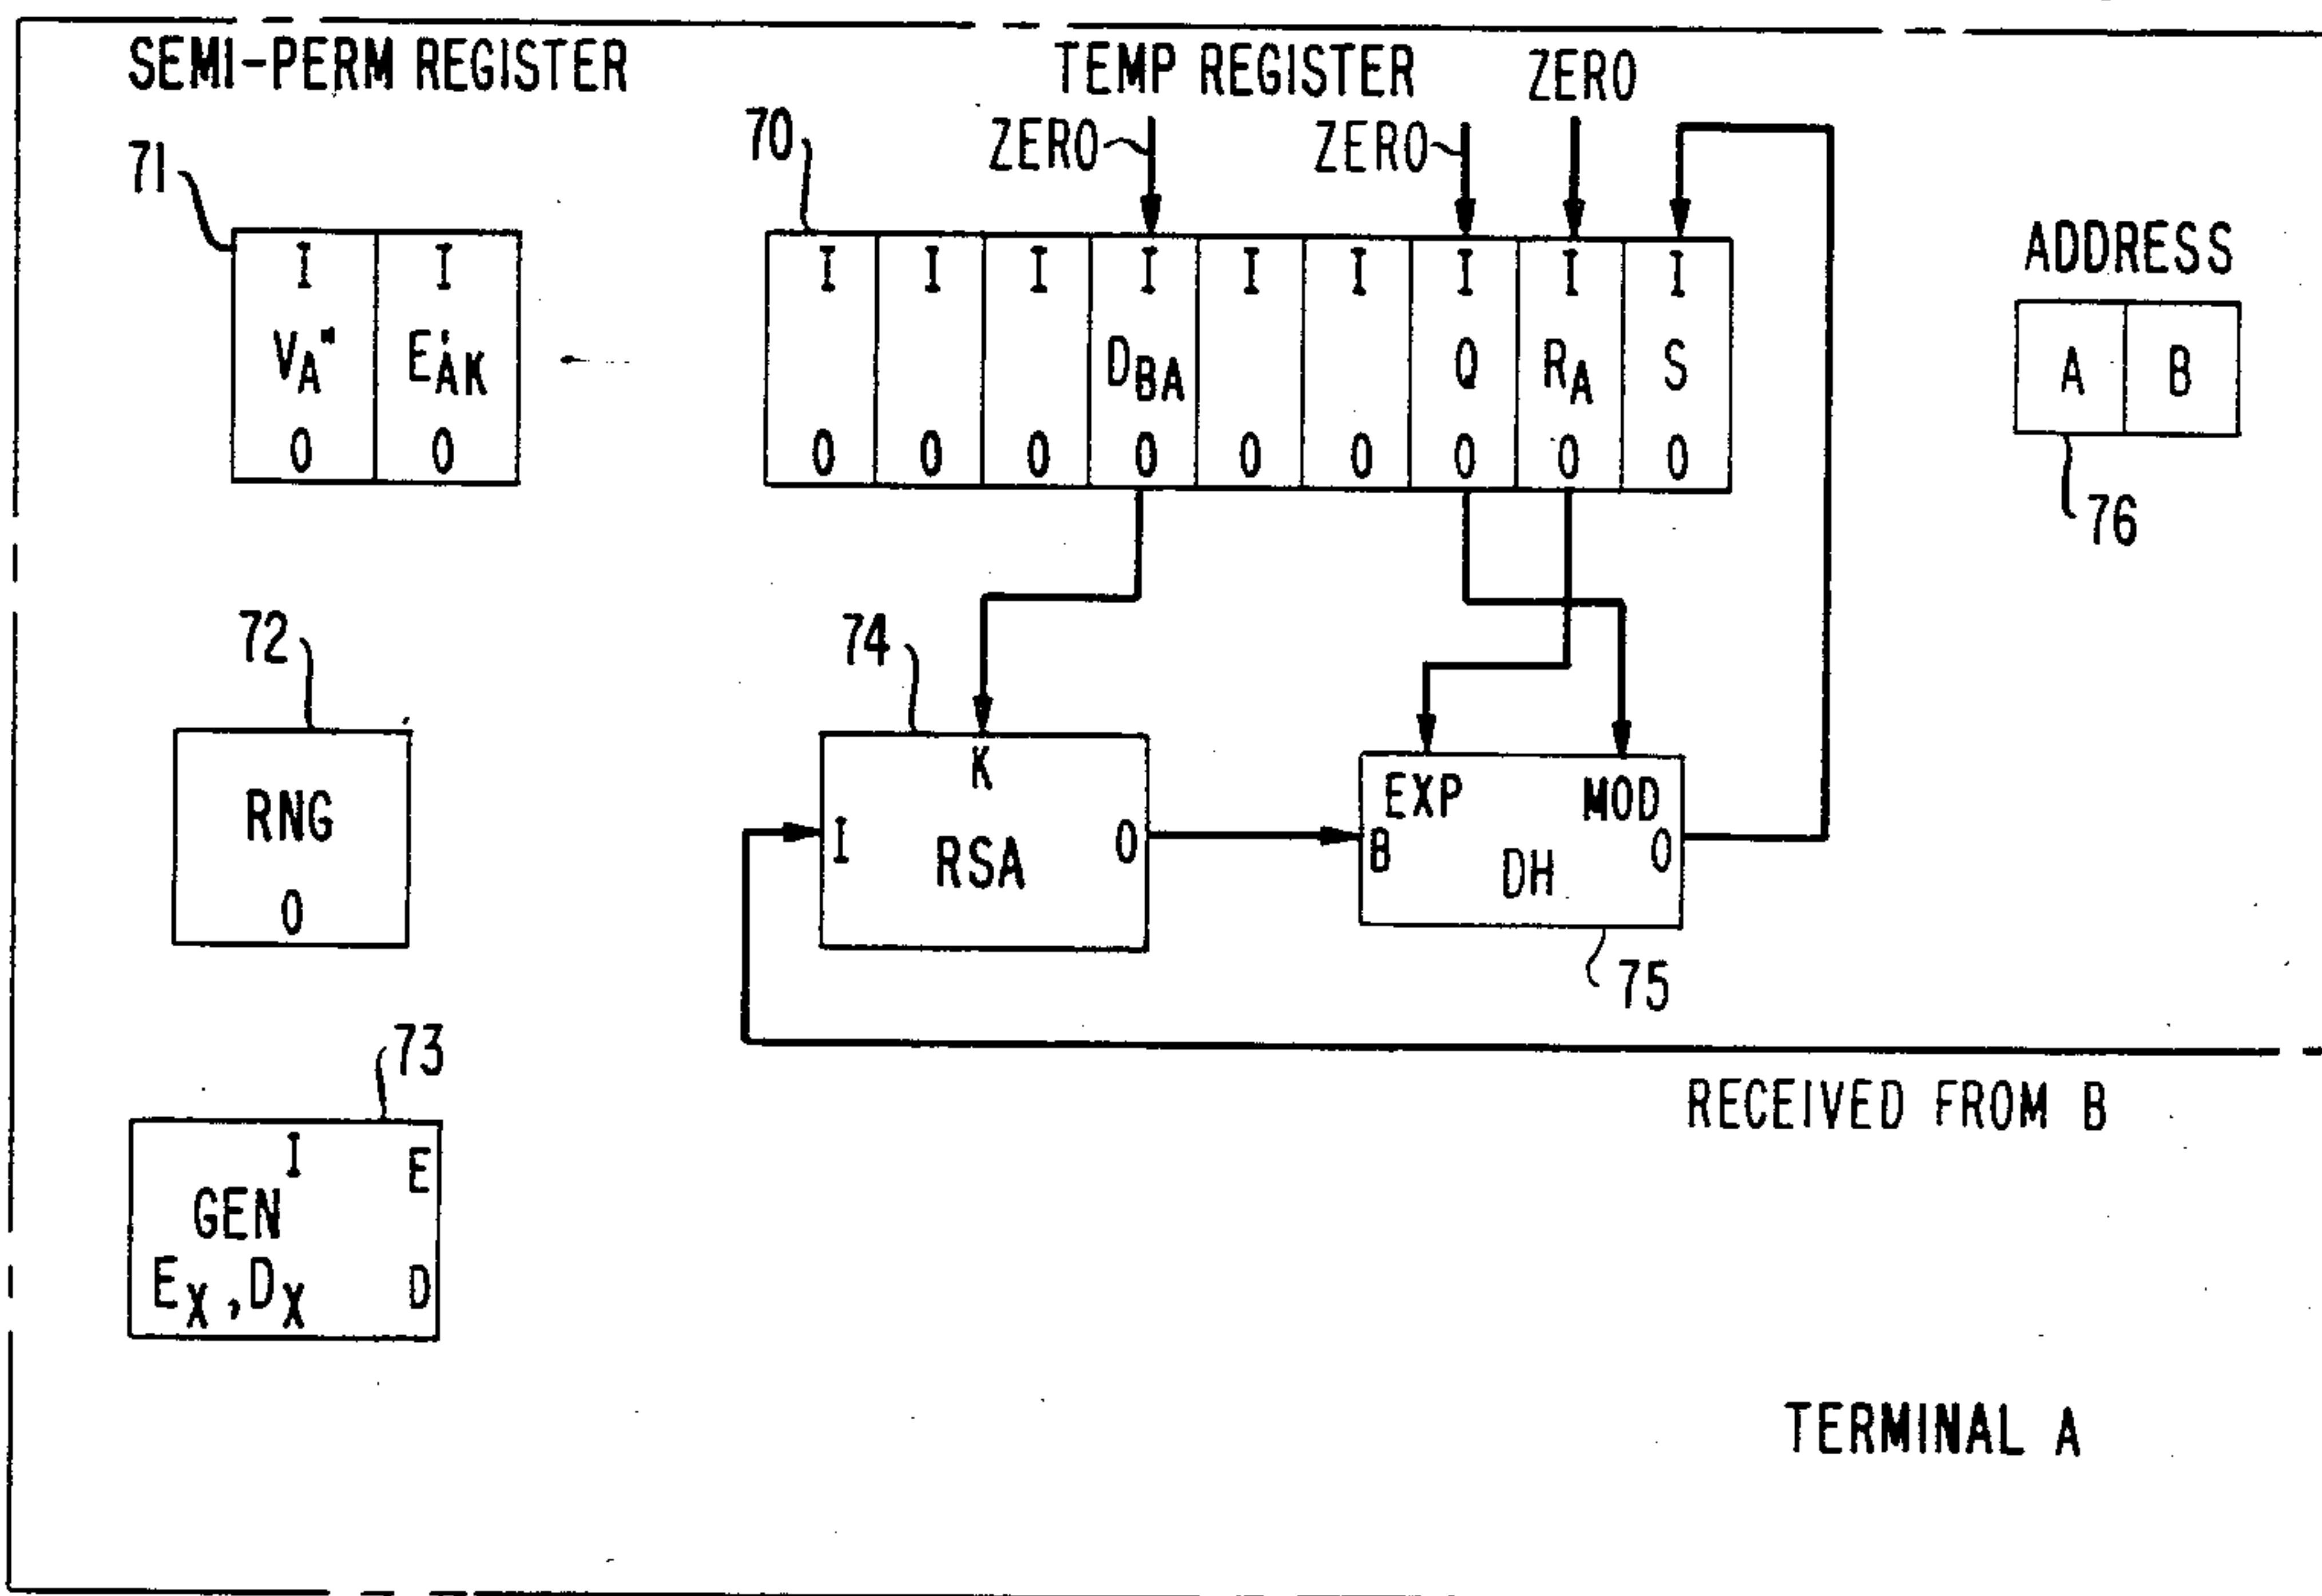 SEMI-PERM REGISTER
TEMP REGISTER
ZERO
70
ZERO
ZERO
71
I I
V_A" E'_AK
0 0
I I I I I I I I I
D_BA Q R_A S
0 0 0 0 0 0 0 0 0
ADDRESS
A B
76
72
RNG
0
74
K
I RSA 0
EXP MOD
B DH 0
75
73
I E
GEN
E_X, D_X D
RECEIVED FROM B
TERMINAL A